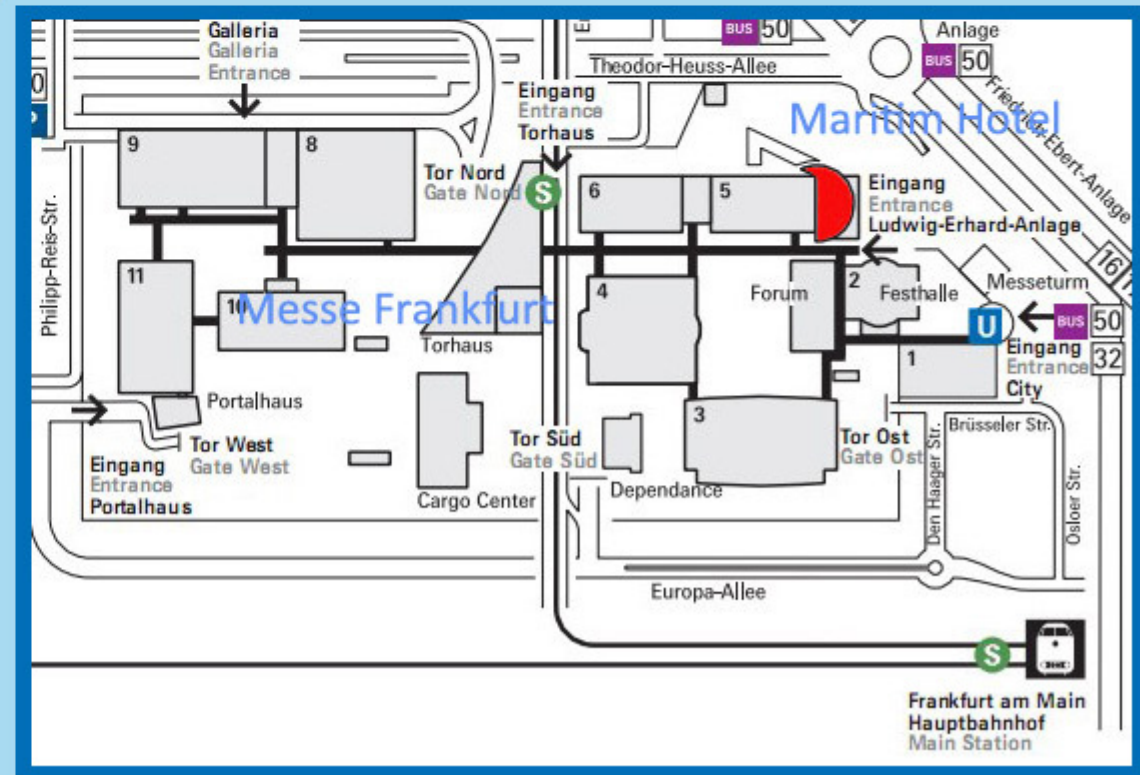 Galleria
Galleria
Entrance
BUS 50
Anlage
BUS 50
Theodor-Heuss-Allee
Eingang
Entrance
Torhaus
Maritim Hotel
Friedrich-Ebert-Anlage
0
P
9
8
Tor Nord
Gate Nord
S
6
5
Eingang
Entrance
Ludwig-Erhard-Anlage
Philipp-Reis-Str.
11
10
Messe Frankfurt
4
Forum
2
Festhalle
Messeturm
16
U
BUS 50
32
Torhaus
1
Eingang
Entrance
City
Portalhaus
3
Brüsseler Str.
Tor West
Gate West
Eingang
Entrance
Portalhaus
Tor Süd
Gate Süd
Tor Ost
Gate Ost
Cargo Center
Dependance
Den Haager Str.
Osloer Str.
Europa-Allee
S
Frankfurt am Main
Hauptbahnhof
Main Station